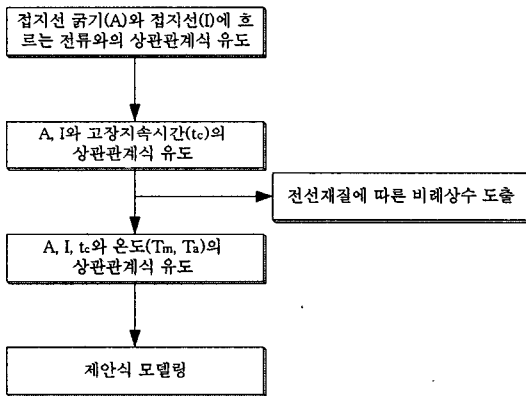 접지선 굵기(A)와 접지선(I)에 흐
르는 전류와의 상관관계식 유도
A, I와 고장지속시간(tc)의
상관관계식 유도
전선재질에 따른 비례상수 도출
A, I, tc와 온도(Tm, Ta)의
상관관계식 유도
제안식 모델링